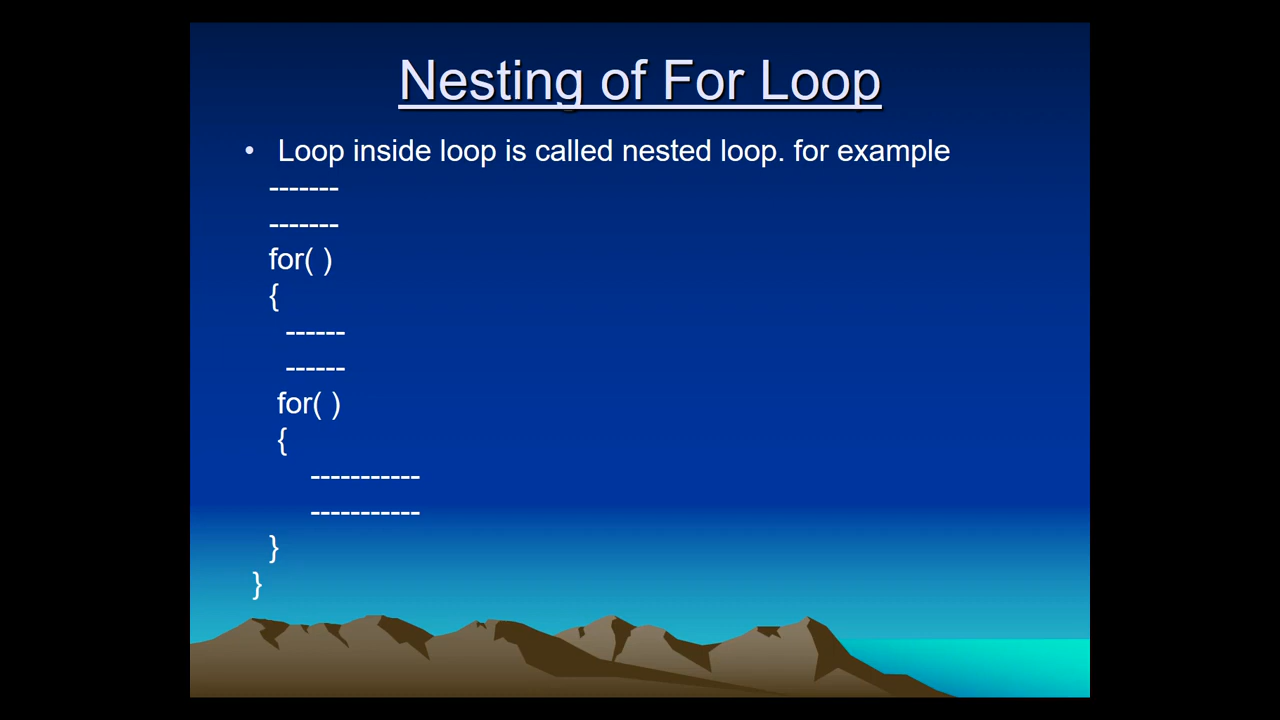 Nesting of For Loop
• Loop inside loop is called nested loop. for example
-------
-------
for( )
{
------
------
for( )
{
-----------
-----------
}
}